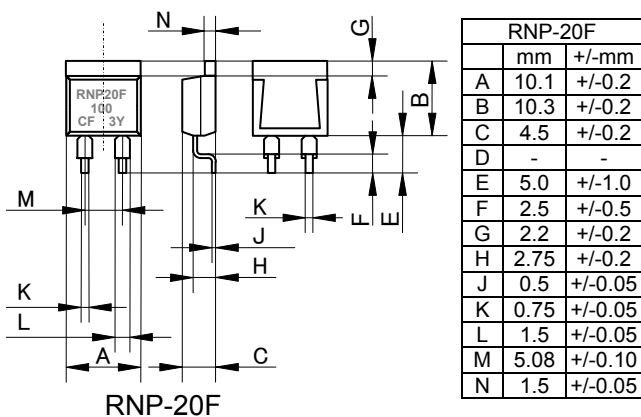 N
G
B
RNP20F
100
CF 3Y
M
K
F
E
J
H
K
L
A
C
RNP-20F
RNP-20F
mm +/-mm
A 10.1 +/-0.2
B 10.3 +/-0.2
C 4.5 +/-0.2
D - -
E 5.0 +/-1.0
F 2.5 +/-0.5
G 2.2 +/-0.2
H 2.75 +/-0.2
J 0.5 +/-0.05
K 0.75 +/-0.05
L 1.5 +/-0.05
M 5.08 +/-0.10
N 1.5 +/-0.05